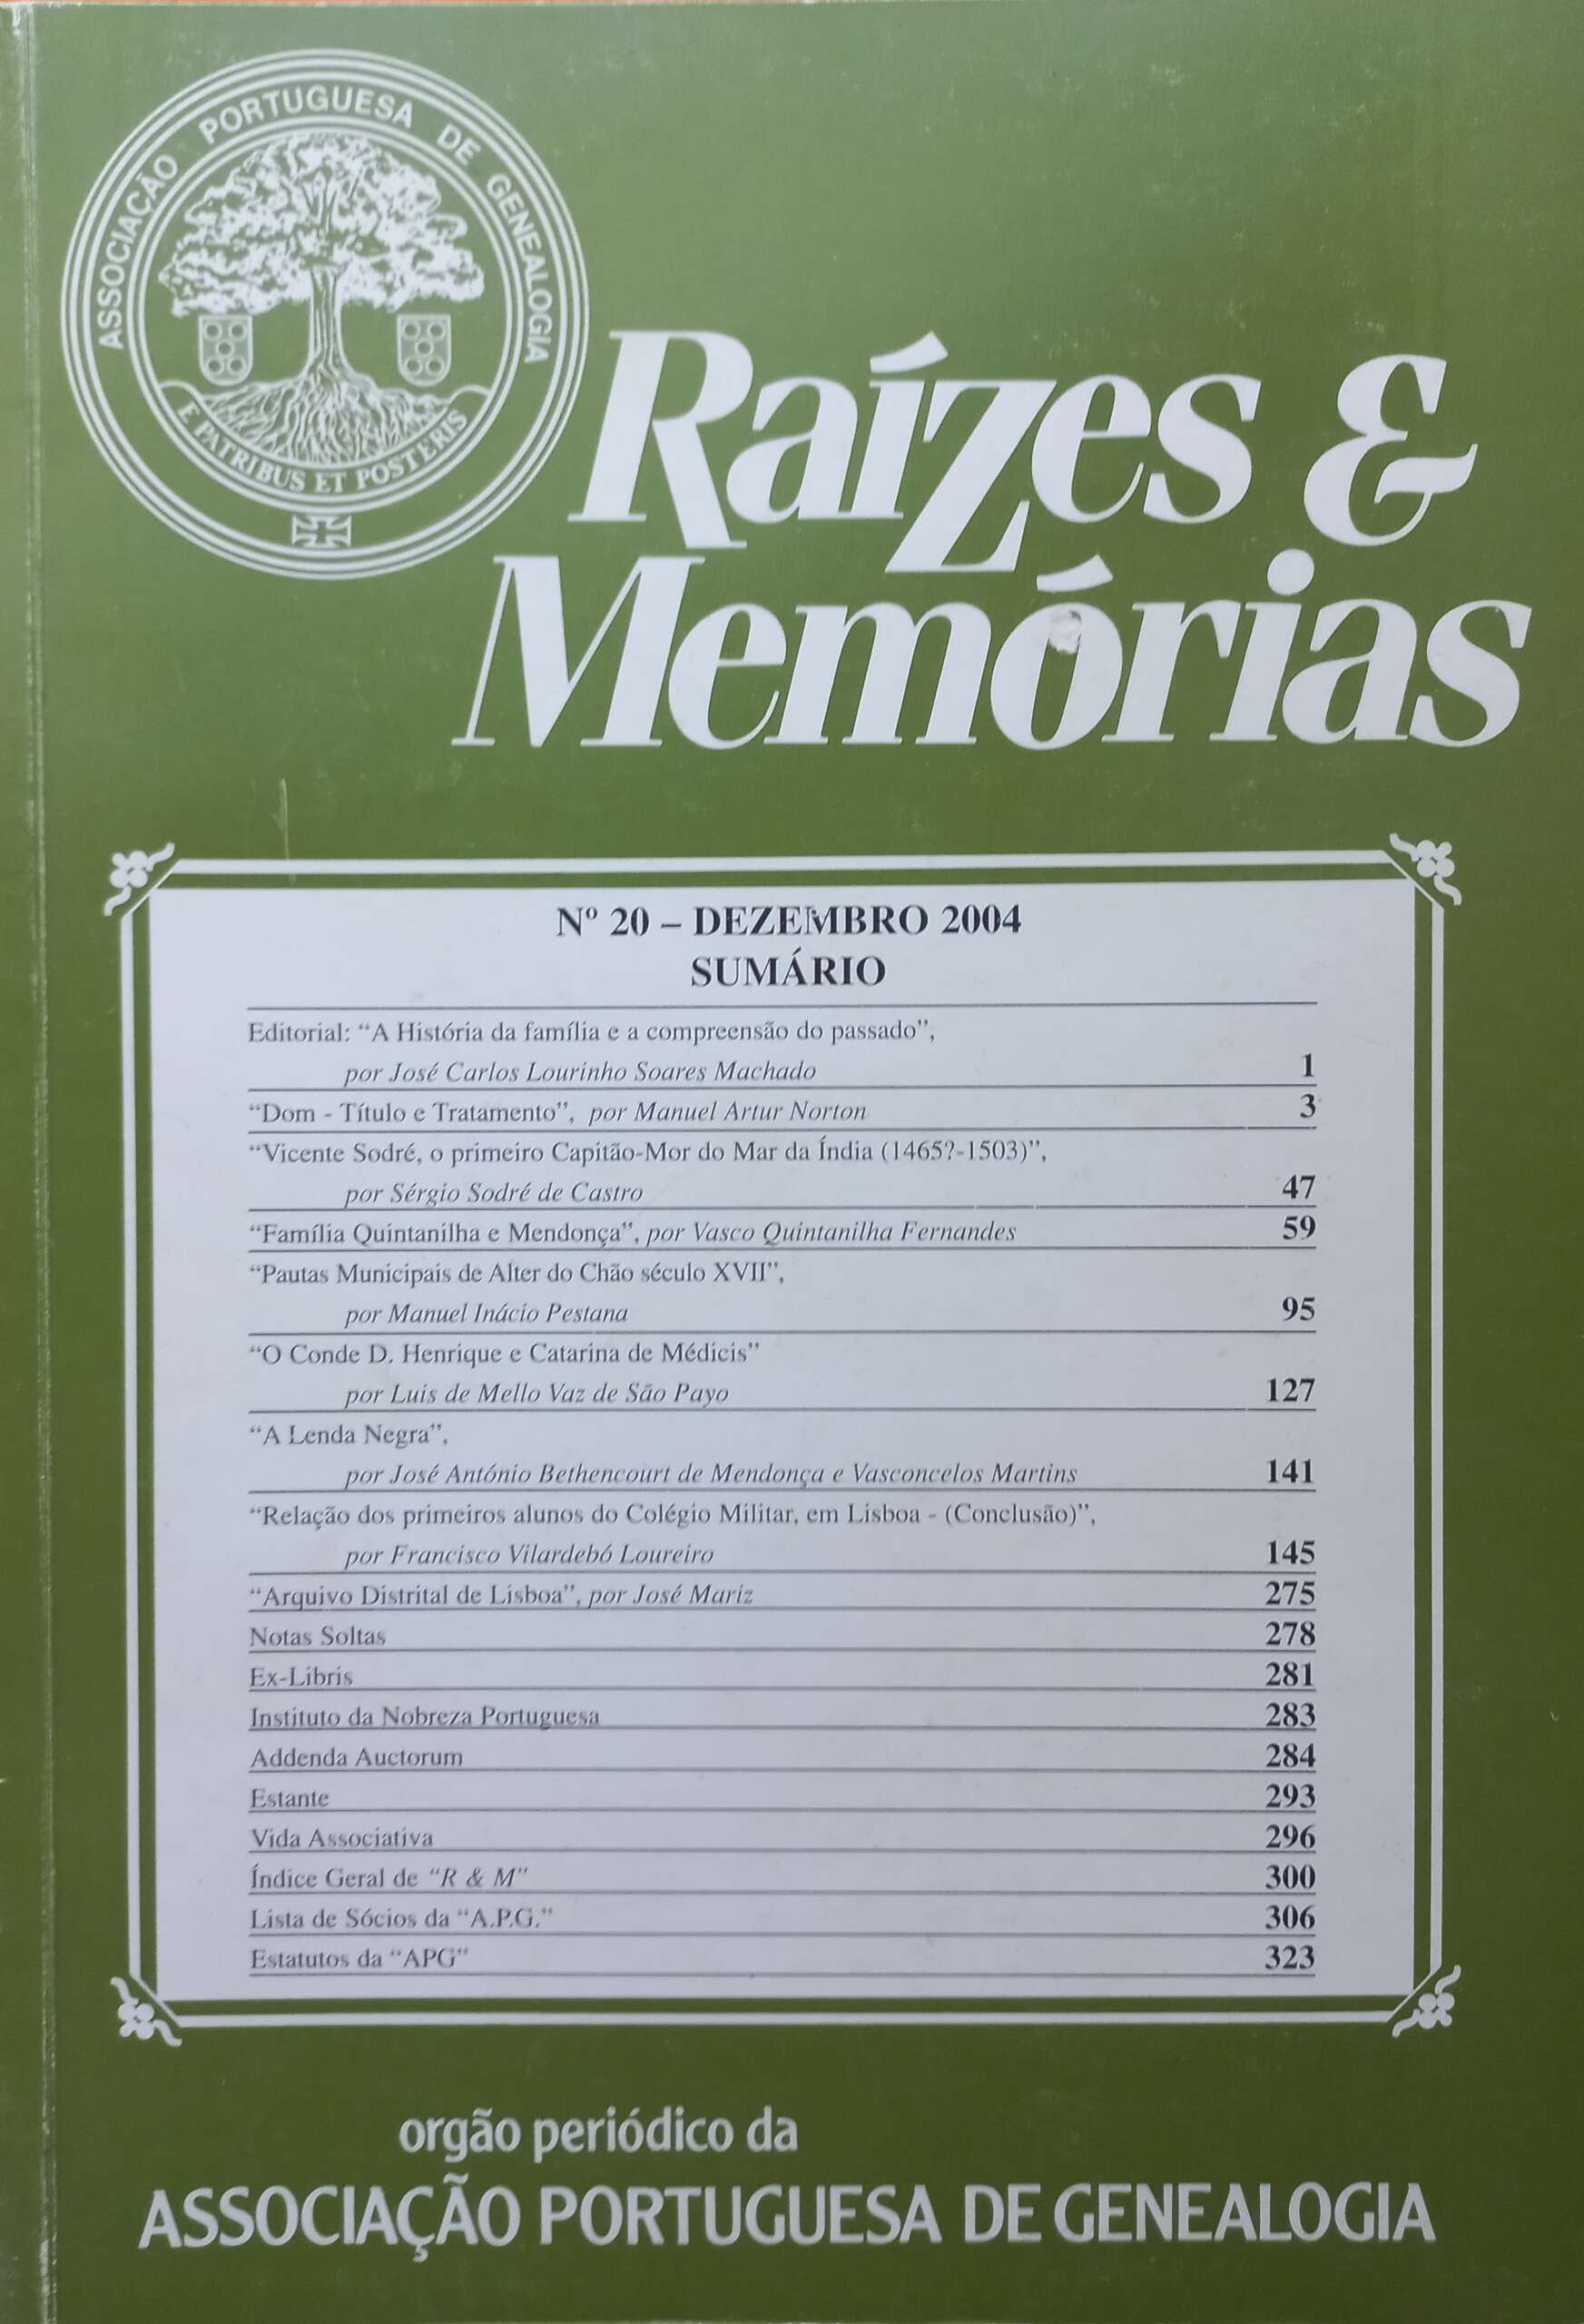 ASSOCIAÇÃO PORTUGUESA DE GENEALOGIA
E PATRIBUS ET POSTERIS
Raízes &
Memórias
Nº 20 – DEZEMBRO 2004
SUMÁRIO
Editorial: “A História da família e a compreensão do passado”,
por José Carlos Lourinho Soares Machado 1
“Dom - Título e Tratamento”, por Manuel Artur Norton 3
“Vicente Sodré, o primeiro Capitão-Mor do Mar da Índia (1465?-1503)”,
por Sérgio Sodré de Castro 47
“Família Quintanilha e Mendonça”, por Vasco Quintanilha Fernandes 59
“Pautas Municipais de Alter do Chão século XVII”,
por Manuel Inácio Pestana 95
“O Conde D. Henrique e Catarina de Médicis”
por Luis de Mello Vaz de São Payo 127
“A Lenda Negra”,
por José António Bethencourt de Mendonça e Vasconcelos Martins 141
“Relação dos primeiros alunos do Colégio Militar, em Lisboa - (Conclusão)”,
por Francisco Vilardebó Loureiro 145
“Arquivo Distrital de Lisboa”, por José Mariz 275
Notas Soltas 278
Ex-Libris 281
Instituto da Nobreza Portuguesa 283
Addenda Auctorum 284
Estante 293
Vida Associativa 296
Índice Geral de “R & M” 300
Lista de Sócios da “A.P.G.” 306
Estatutos da “APG” 323
orgão periódico da
ASSOCIAÇÃO PORTUGUESA DE GENEALOGIA